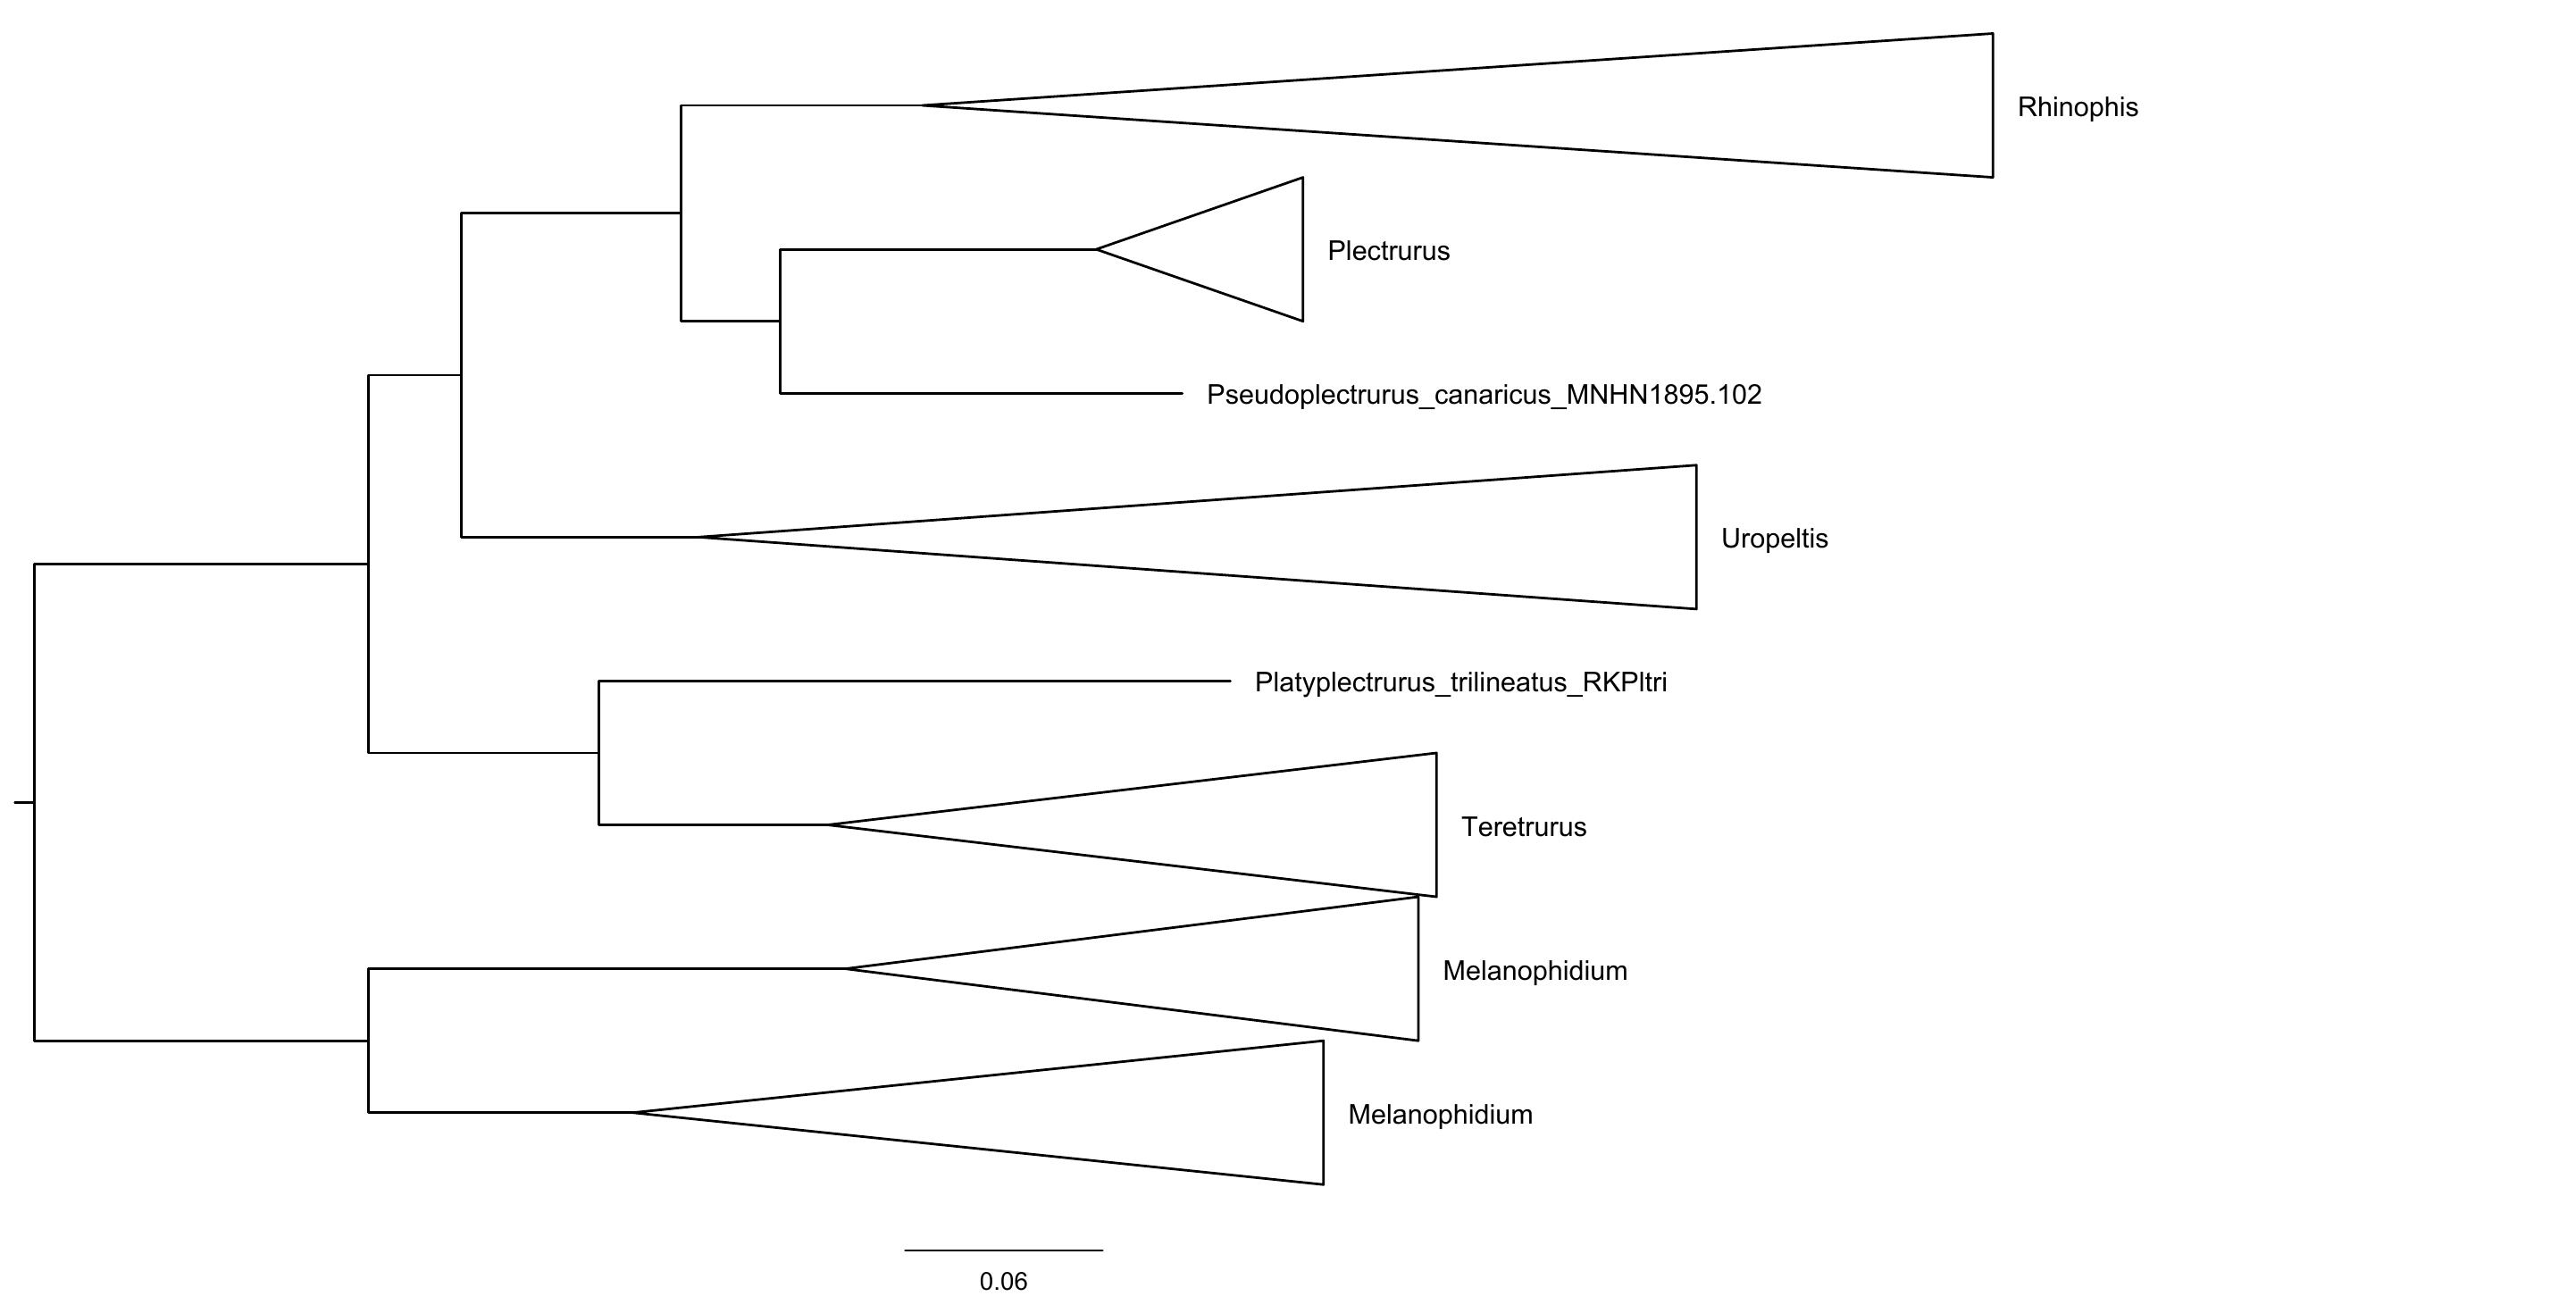 Rhinophis
Plectrurus
Pseudoplectrurus_canaricus_MNHN1895.102
Uropeltis
Platyplectrurus_trilineatus_RKPltri
Teretrurus
Melanophidium
Melanophidium
0.06